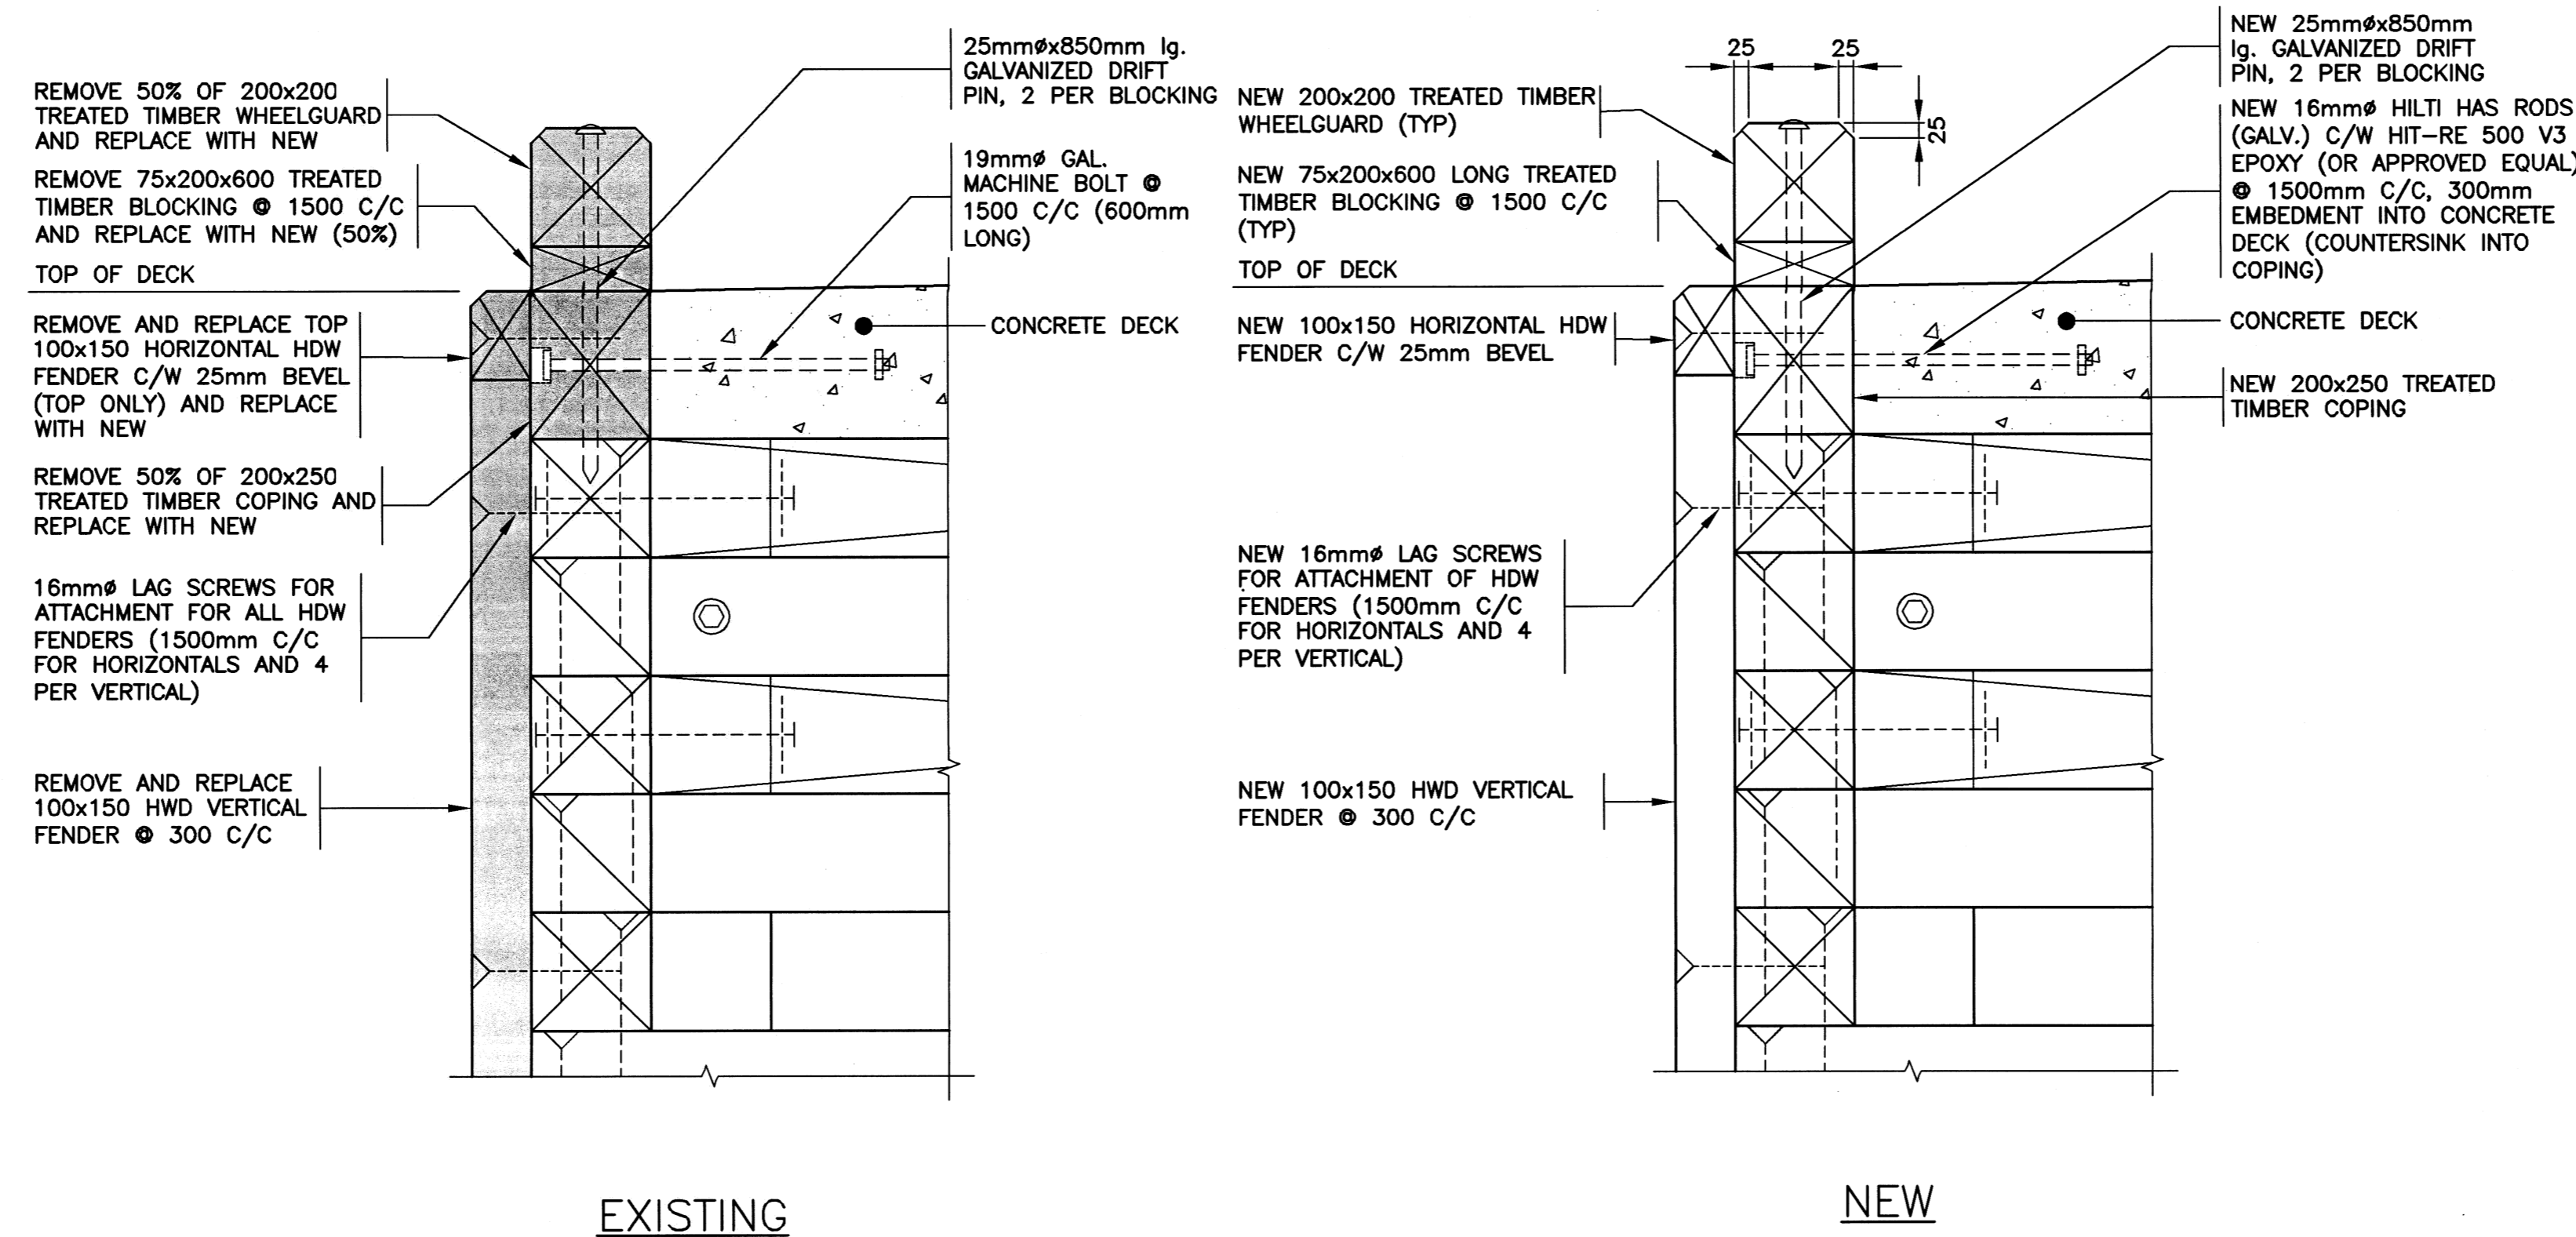 REMOVE 50% OF 200x200
TREATED TIMBER WHEELGUARD
AND REPLACE WITH NEW
REMOVE 75x200x600 TREATED
TIMBER BLOCKING @ 1500 C/C
AND REPLACE WITH NEW (50%)
TOP OF DECK
REMOVE AND REPLACE TOP
100x150 HORIZONTAL HDW
FENDER C/W 25mm BEVEL
(TOP ONLY) AND REPLACE
WITH NEW
REMOVE 50% OF 200x250
TREATED TIMBER COPING AND
REPLACE WITH NEW
16mmø LAG SCREWS FOR
ATTACHMENT FOR ALL HDW
FENDERS (1500mm C/C
FOR HORIZONTALS AND 4
PER VERTICAL)
REMOVE AND REPLACE
100x150 HWD VERTICAL
FENDER @ 300 C/C
25mmøx850mm lg.
GALVANIZED DRIFT
PIN, 2 PER BLOCKING
19mmø GAL.
MACHINE BOLT @
1500 C/C (600mm
LONG)
CONCRETE DECK
EXISTING
NEW 200x200 TREATED TIMBER
WHEELGUARD (TYP)
NEW 75x200x600 LONG TREATED
TIMBER BLOCKING @ 1500 C/C
(TYP)
TOP OF DECK
NEW 100x150 HORIZONTAL HDW
FENDER C/W 25mm BEVEL
NEW 16mmø LAG SCREWS
FOR ATTACHMENT OF HDW
FENDERS (1500mm C/C
FOR HORIZONTALS AND 4
PER VERTICAL)
NEW 100x150 HWD VERTICAL
FENDER @ 300 C/C
25
25
25
NEW 25mmøx850mm
lg. GALVANIZED DRIFT
PIN, 2 PER BLOCKING
NEW 16mmø HILTI HAS RODS
(GALV.) C/W HIT-RE 500 V3
EPOXY (OR APPROVED EQUAL)
@ 1500mm C/C, 300mm
EMBEDMENT INTO CONCRETE
DECK (COUNTERSINK INTO
COPING)
CONCRETE DECK
NEW 200x250 TREATED
TIMBER COPING
NEW